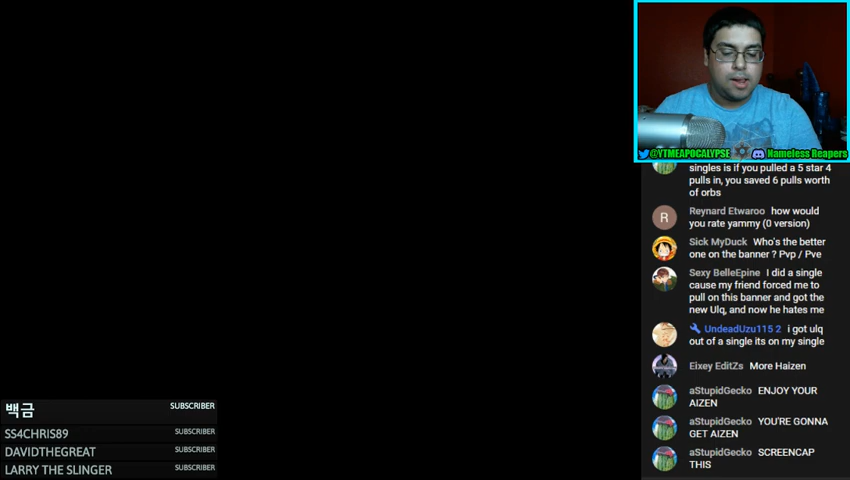 @YTMEAPOCALYPSE Nameless Reapers
singles is if you pulled a 5 star 4
pulls in, you saved 6 pulls worth
of orbs
R
Reynard Etwaroo how would
you rate yammy (0 version)
Sick MyDuck Who's the better
one on the banner ? Pvp / Pve
Sexy BelleEpine I did a single
cause my friend forced me to
pull on this banner and got the
new Ulq, and now he hates me
UndeadUzu115 2 i got ulq
out of a single its on my single
Eixey EditZs More Haizen
aStupidGecko ENJOY YOUR
AIZEN
aStupidGecko YOU'RE GONNA
GET AIZEN
aStupidGecko SCREENCAP
THIS
백금 SUBSCRIBER
SS4CHRIS89 SUBSCRIBER
DAVIDTHEGREAT SUBSCRIBER
LARRY THE SLINGER SUBSCRIBER